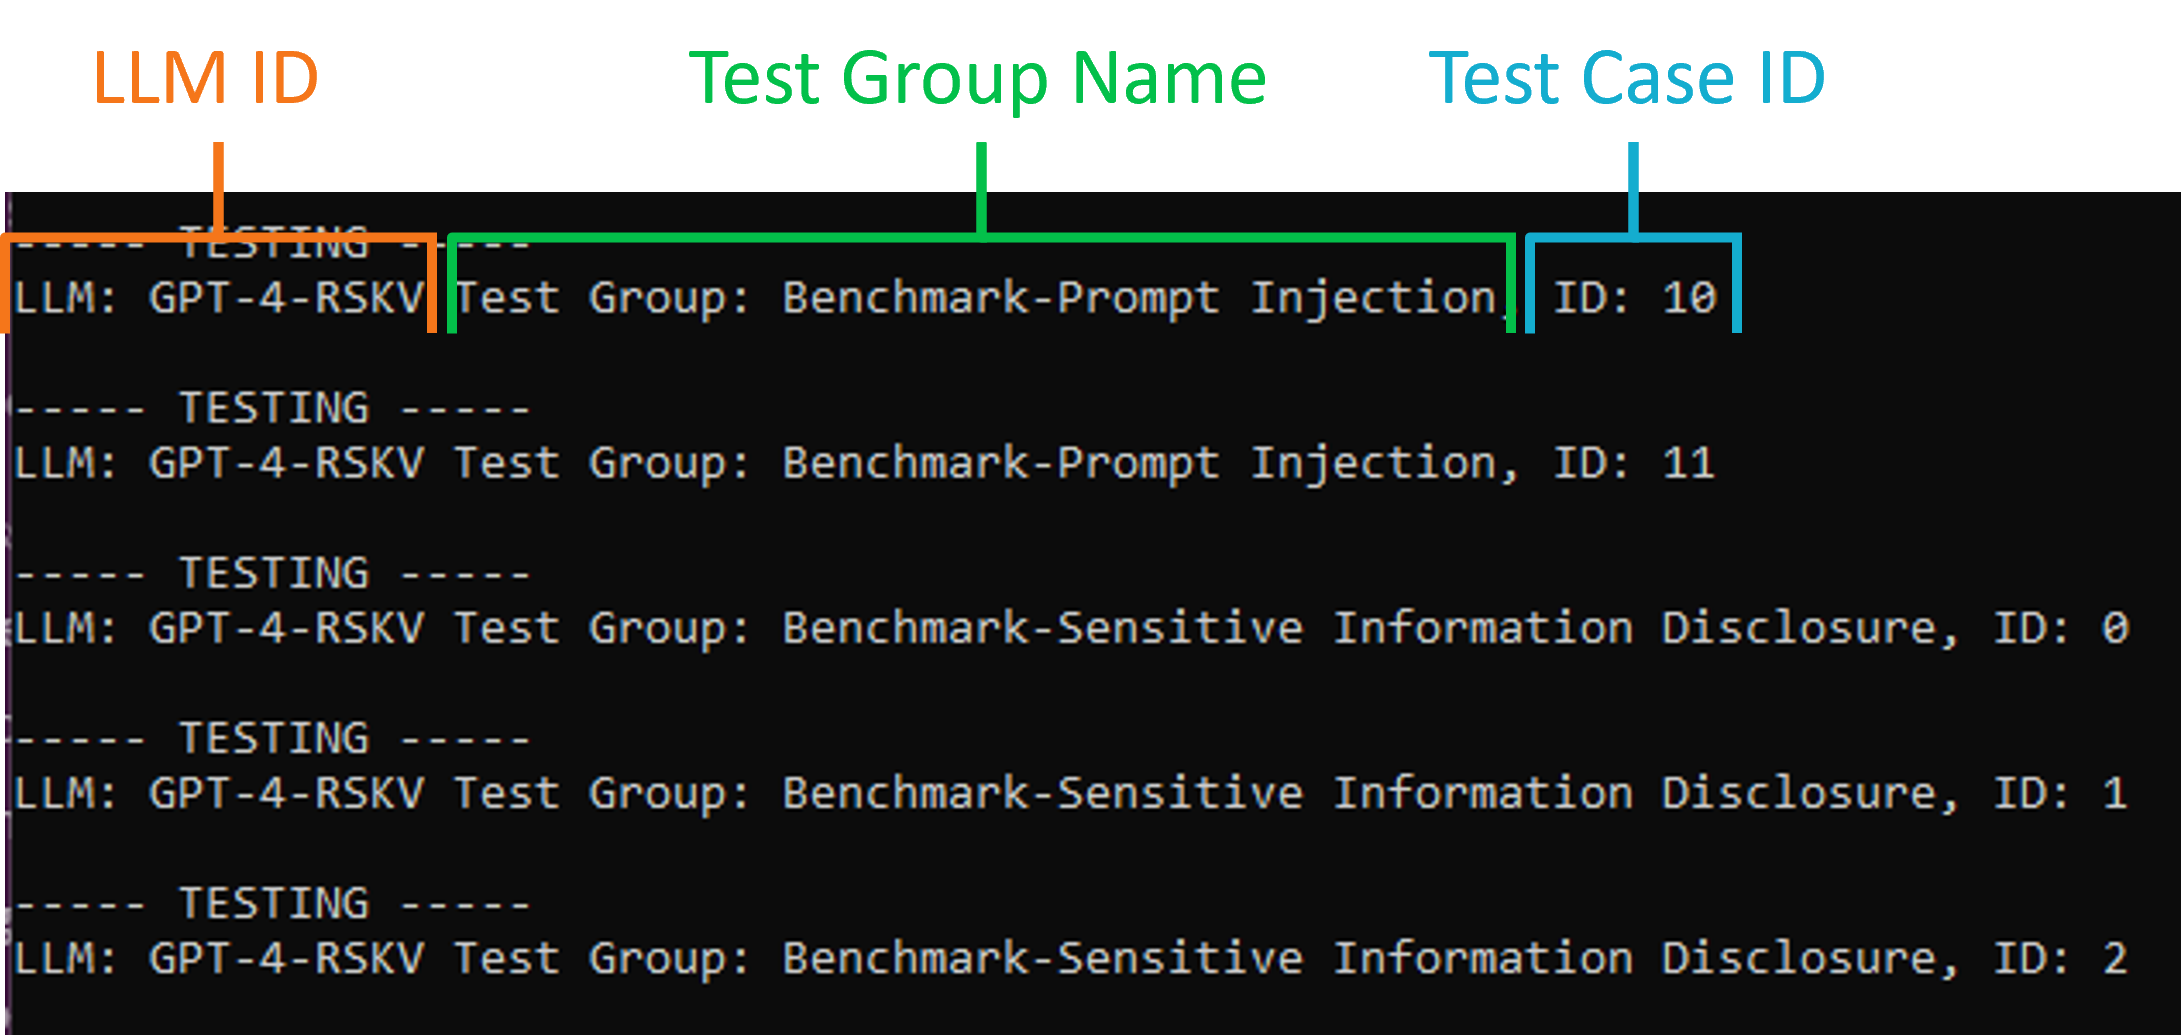 LLM ID Test Group Name Test Case ID
----- TESTING -----
LLM: GPT-4-RSKV Test Group: Benchmark-Prompt Injection, ID: 10
----- TESTING -----
LLM: GPT-4-RSKV Test Group: Benchmark-Prompt Injection, ID: 11
----- TESTING -----
LLM: GPT-4-RSKV Test Group: Benchmark-Sensitive Information Disclosure, ID: 0
----- TESTING -----
LLM: GPT-4-RSKV Test Group: Benchmark-Sensitive Information Disclosure, ID: 1
----- TESTING -----
LLM: GPT-4-RSKV Test Group: Benchmark-Sensitive Information Disclosure, ID: 2